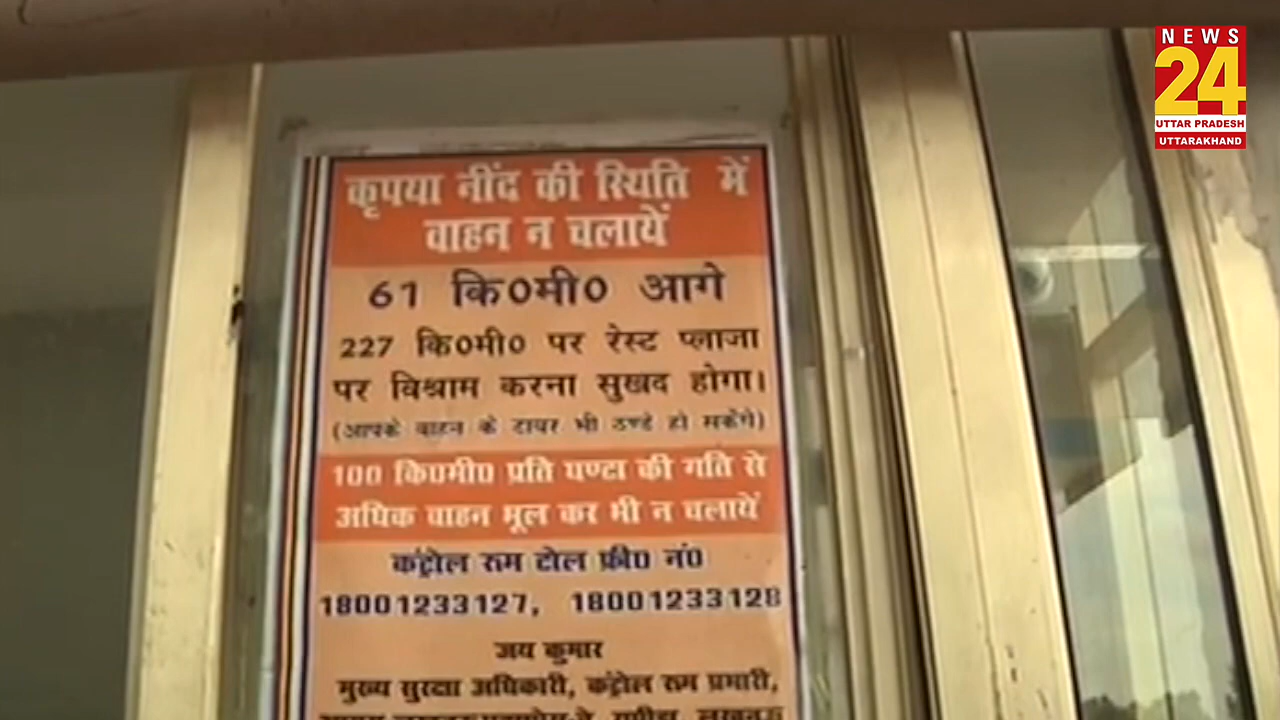 NEWS
24
UTTAR PRADESH
UTTARAKHAND
कृपया नींद की स्थिति में
वाहन न चलायें
61 कि0मी0 आगे
227 कि0मी0 पर रेस्ट प्लाजा
पर विश्राम करना सुखद होगा।
(आपके वाहन के टायर भी ठण्डे हो सकेंगे)
100 कि0मी0 प्रति घण्टा की गति से
अधिक वाहन भूल कर भी न चलायें
कंट्रोल रूम टोल फ्री0 नं0
18001233127, 18001233128
जय कुमार
मुख्य सुरक्षा अधिकारी, कंट्रोल रूम प्रभारी,